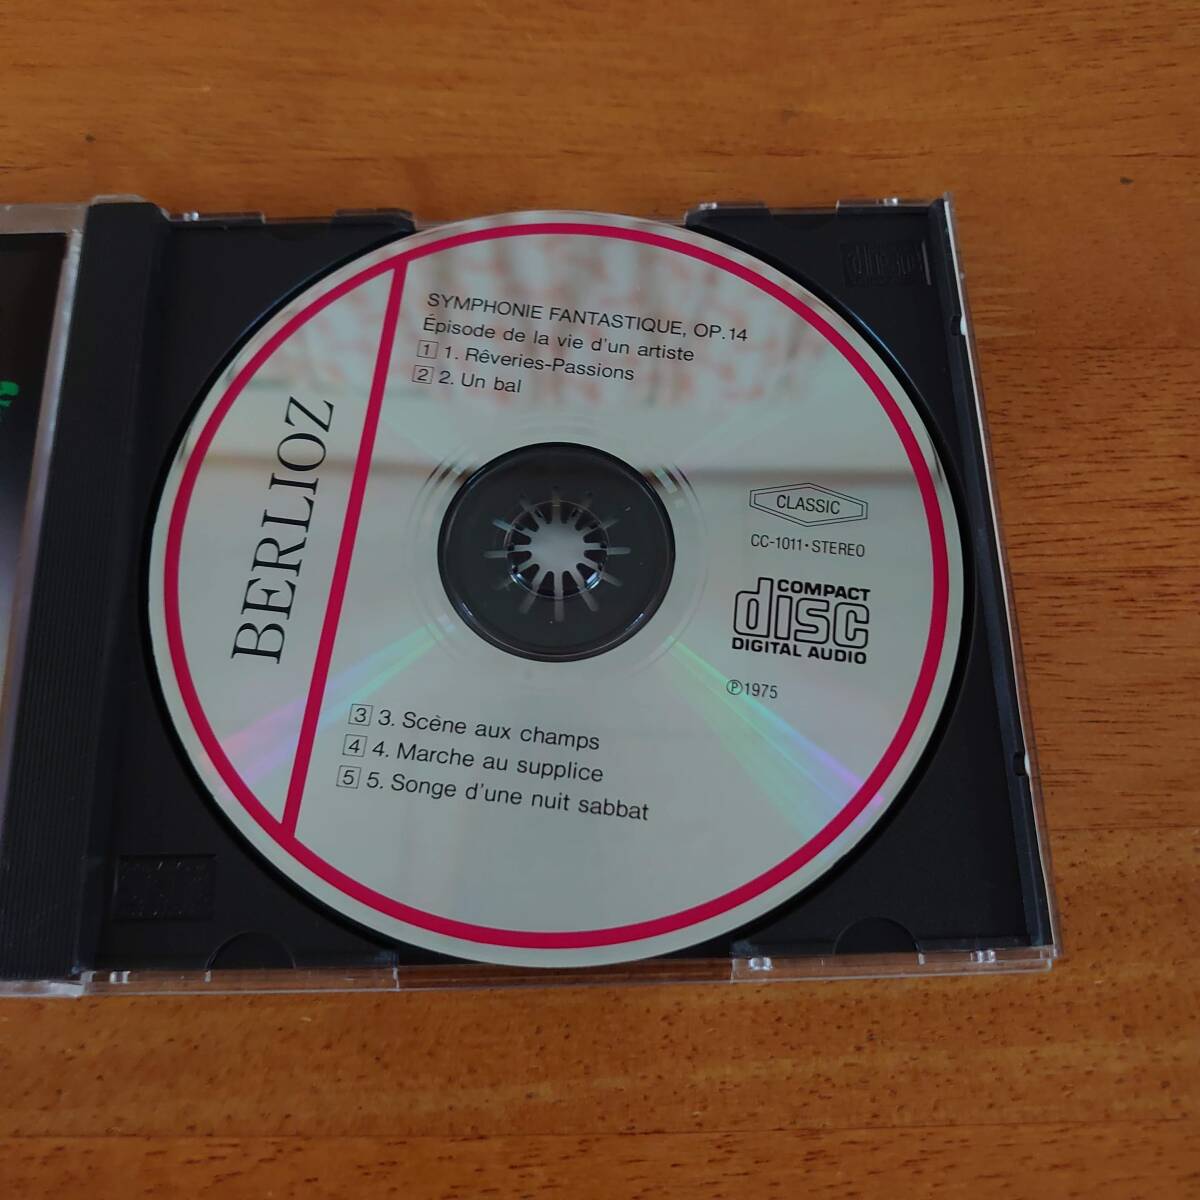 BERLIOZ
SYMPHONIE FANTASTIQUE, OP.14
Épisode de la vie d'un artiste
1 1. Rêveries-Passions
2 2. Un bal
CLASSIC
CC-1011・STEREO
COMPACT
disc
DIGITAL AUDIO
℗1975
3 3. Scène aux champs
4 4. Marche au supplice
5 5. Songe d'une nuit sabbat
disc